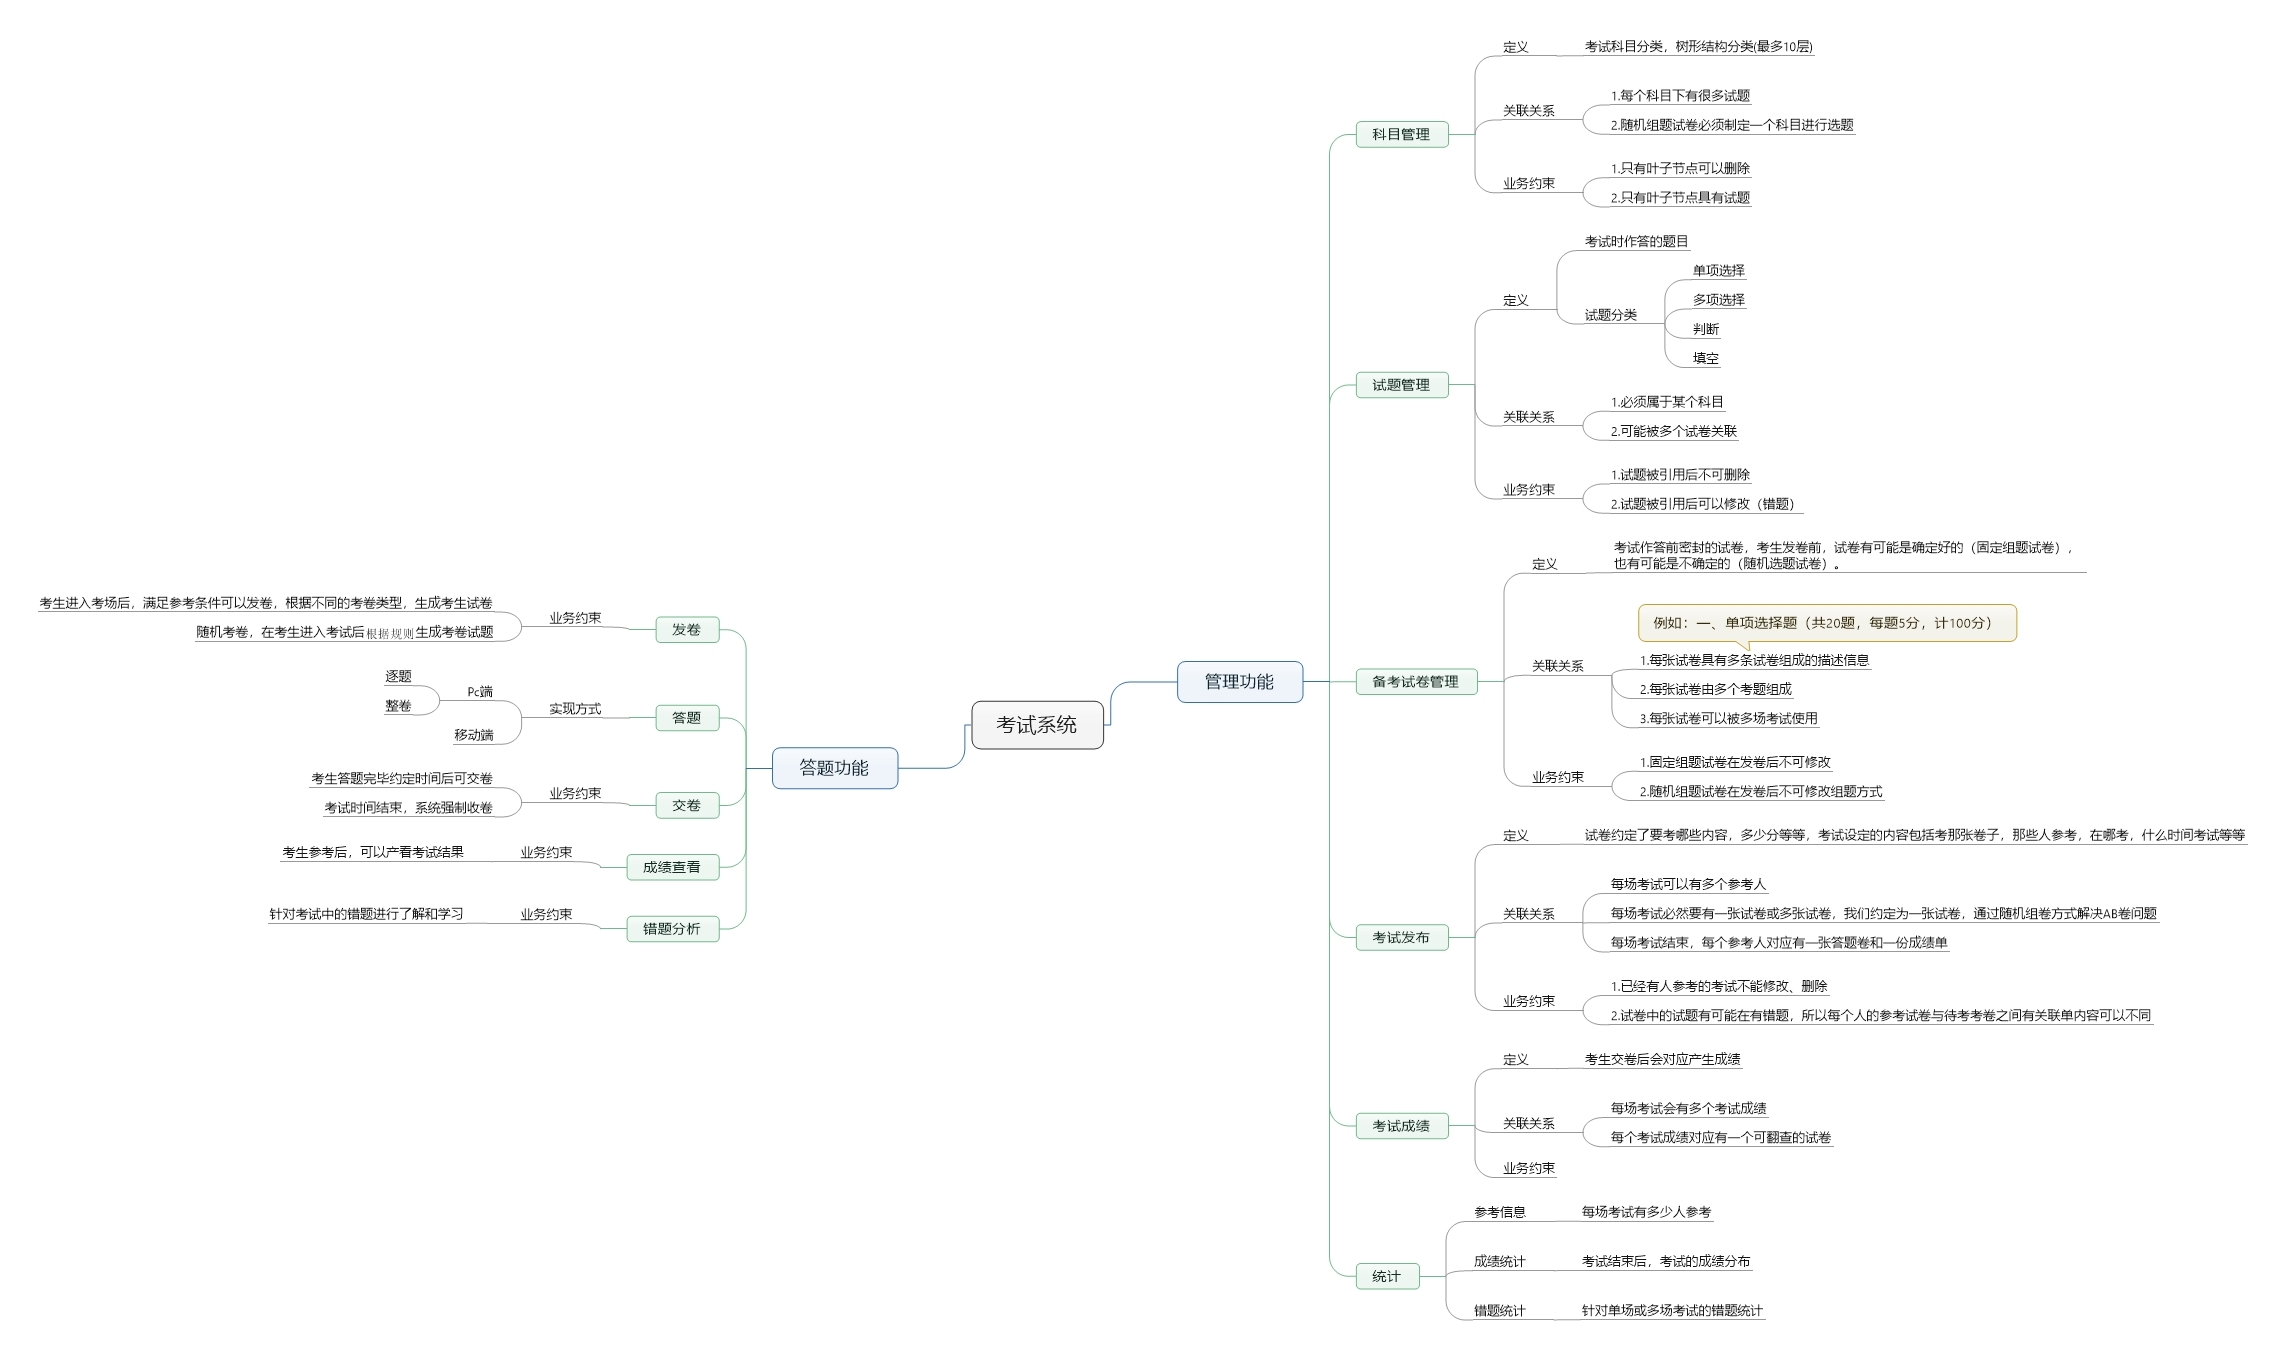 考试系统
管理功能
科目管理
定义
考试科目分类，树形结构分类(最多10层)
关联关系
1.每个科目下有很多试题
2.随机组题试卷必须制定一个科目进行选题
业务约束
1.只有叶子节点可以删除
2.只有叶子节点具有试题
试题管理
定义
考试时作答的题目
试题分类
单项选择
多项选择
判断
填空
关联关系
1.必须属于某个科目
2.可能被多个试卷关联
业务约束
1.试题被引用后不可删除
2.试题被引用后可以修改（错题）
备考试卷管理
定义
考试作答前密封的试卷，考生发卷前，试卷有可能是确定好的（固定组题试卷），
也有可能是不确定的（随机选题试卷）。
关联关系
例如：一、单项选择题（共20题，每题5分，计100分）
1.每张试卷具有多条试卷组成的描述信息
2.每张试卷由多个考题组成
3.每张试卷可以被多场考试使用
业务约束
1.固定组题试卷在发卷后不可修改
2.随机组题试卷在发卷后不可修改组题方式
考试发布
定义
试卷约定了要考哪些内容，多少分等等，考试设定的内容包括考那张卷子，那些人参考，在哪考，什么时间考试等等
关联关系
每场考试可以有多个参考人
每场考试必然要有一张试卷或多张试卷，我们约定为一张试卷，通过随机组卷方式解决AB卷问题
每场考试结束，每个参考人对应有一张答题卷和一份成绩单
业务约束
1.已经有人参考的考试不能修改、删除
2.试卷中的试题有可能在有错题，所以每个人的参考试卷与待考考卷之间有关联单内容可以不同
考试成绩
定义
考生交卷后会对应产生成绩
关联关系
每场考试会有多个考试成绩
每个考试成绩对应有一个可翻查的试卷
业务约束
统计
参考信息
每场考试有多少人参考
成绩统计
考试结束后，考试的成绩分布
错题统计
针对单场或多场考试的错题统计
答题功能
发卷
业务约束
考生进入考场后，满足参考条件可以发卷，根据不同的考卷类型，生成考生试卷
随机考卷，在考生进入考试后根据规则生成考卷试题
答题
实现方式
Pc端
逐题
整卷
移动端
交卷
业务约束
考生答题完毕约定时间后可交卷
考试时间结束，系统强制收卷
成绩查看
业务约束
考生参考后，可以产看考试结果
错题分析
业务约束
针对考试中的错题进行了解和学习